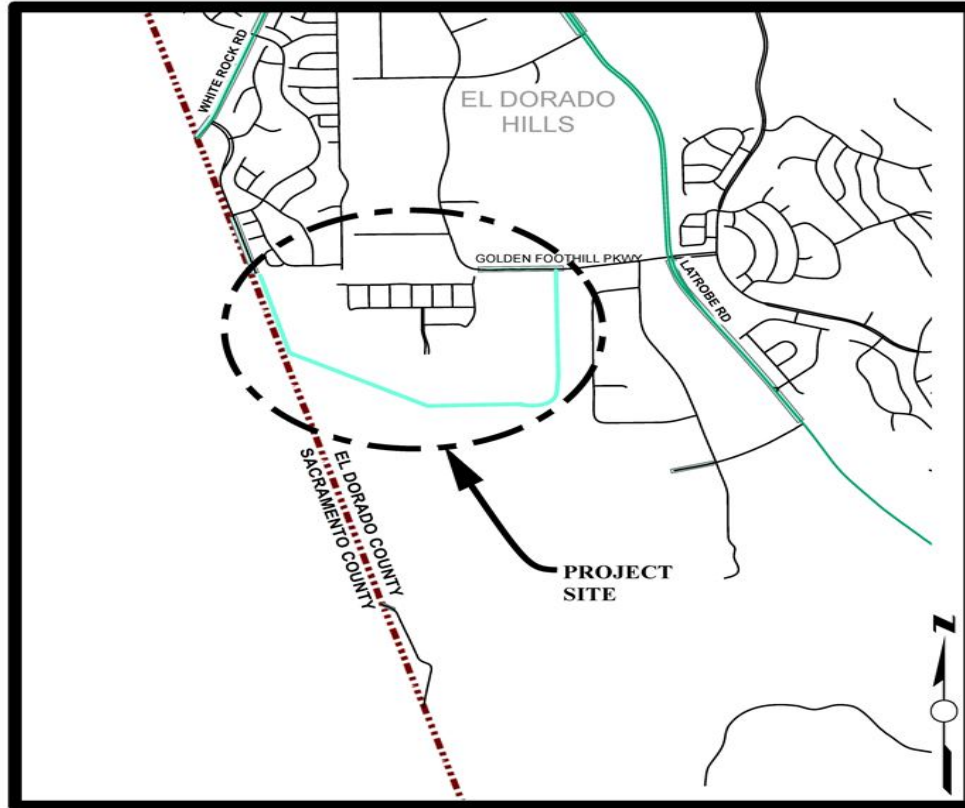 WHITE ROCK RD
EL DORADO
HILLS
GOLDEN FOOTHILL PKWY
LATROBE RD
EL DORADO COUNTY
SACRAMENTO COUNTY
PROJECT
SITE
N